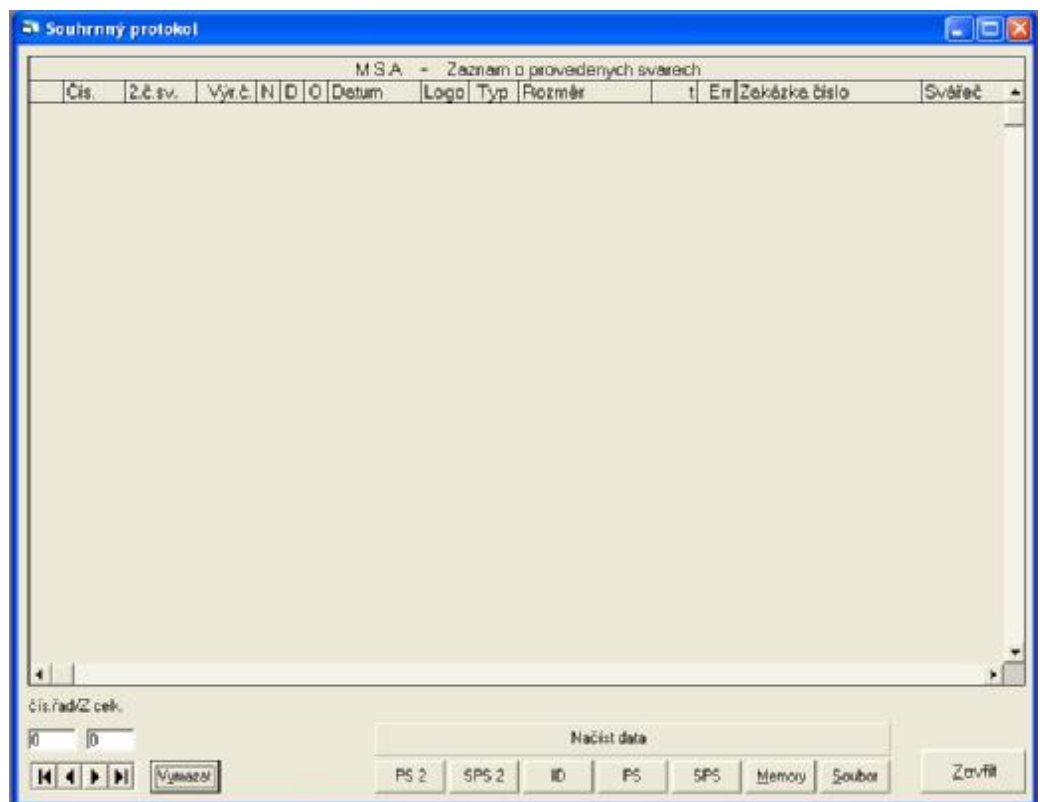 Souhrnný protokol
M S A - Zaznam o provedenych svarech
Čís. 2.č.sv. Výr.č. N D O Datum Logo Typ Rozměr t Err Zakázka číslo Svářeč
čís.řad/Z celk.
0 0
Načíst data
Vymazat PS 2 SPS 2 IID PS SPS Memory Soubor Zavřít